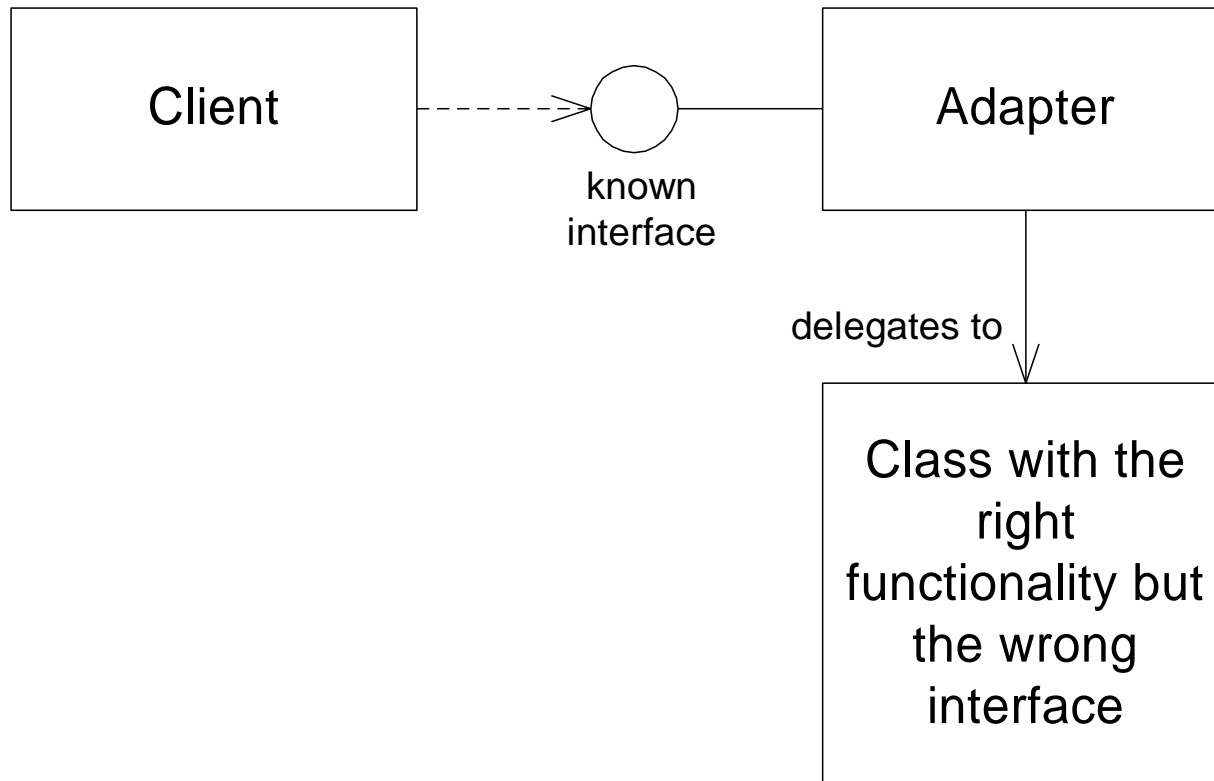 Client
Adapter
known
interface
delegates to
Class with the
right
functionality but
the wrong
interface